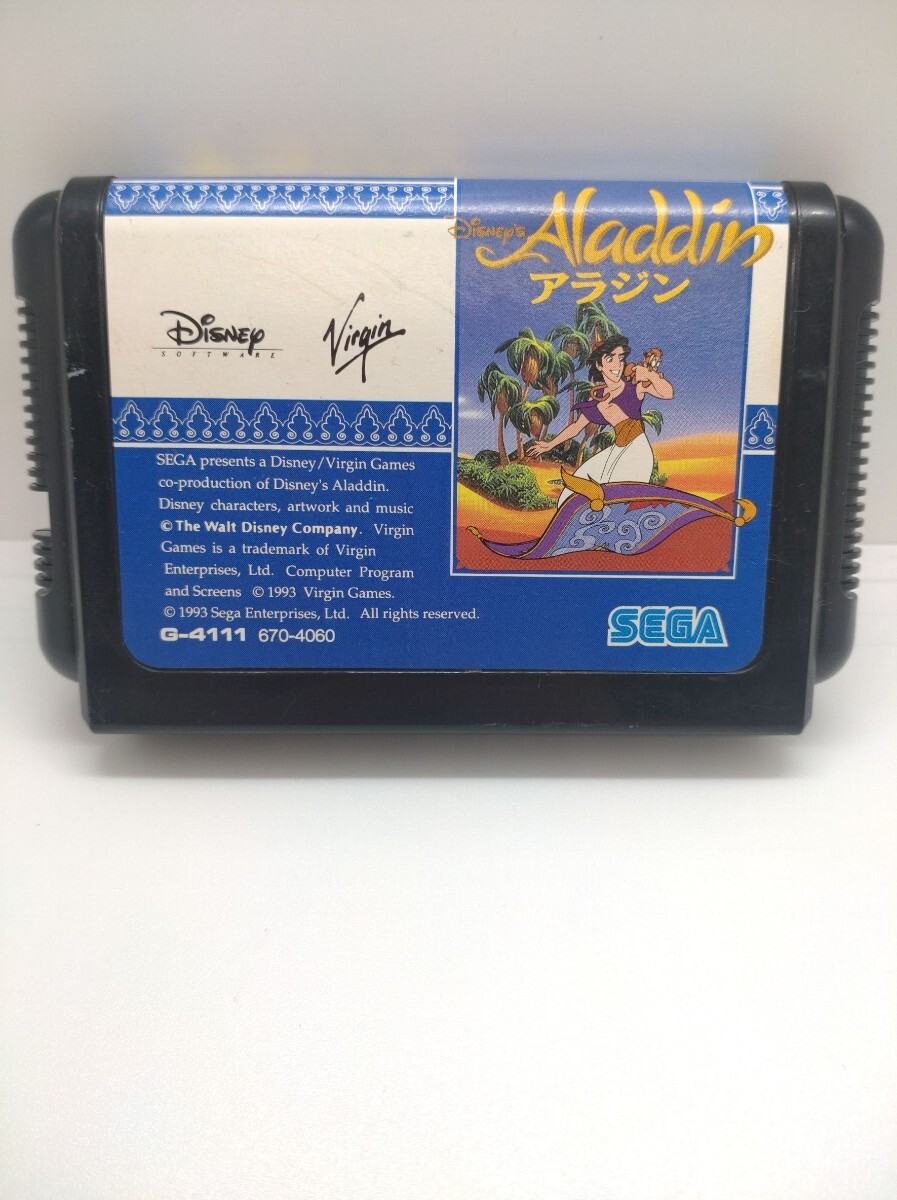 Disney's Aladdin
アラジン
Disney
SOFTWARE
Virgin
SEGA presents a Disney/Virgin Games
co-production of Disney's Aladdin.
Disney characters, artwork and music
© The Walt Disney Company. Virgin
Games is a trademark of Virgin
Enterprises, Ltd. Computer Program
and Screens © 1993 Virgin Games.
© 1993 Sega Enterprises, Ltd. All rights reserved.
G-4111 670-4060
SEGA